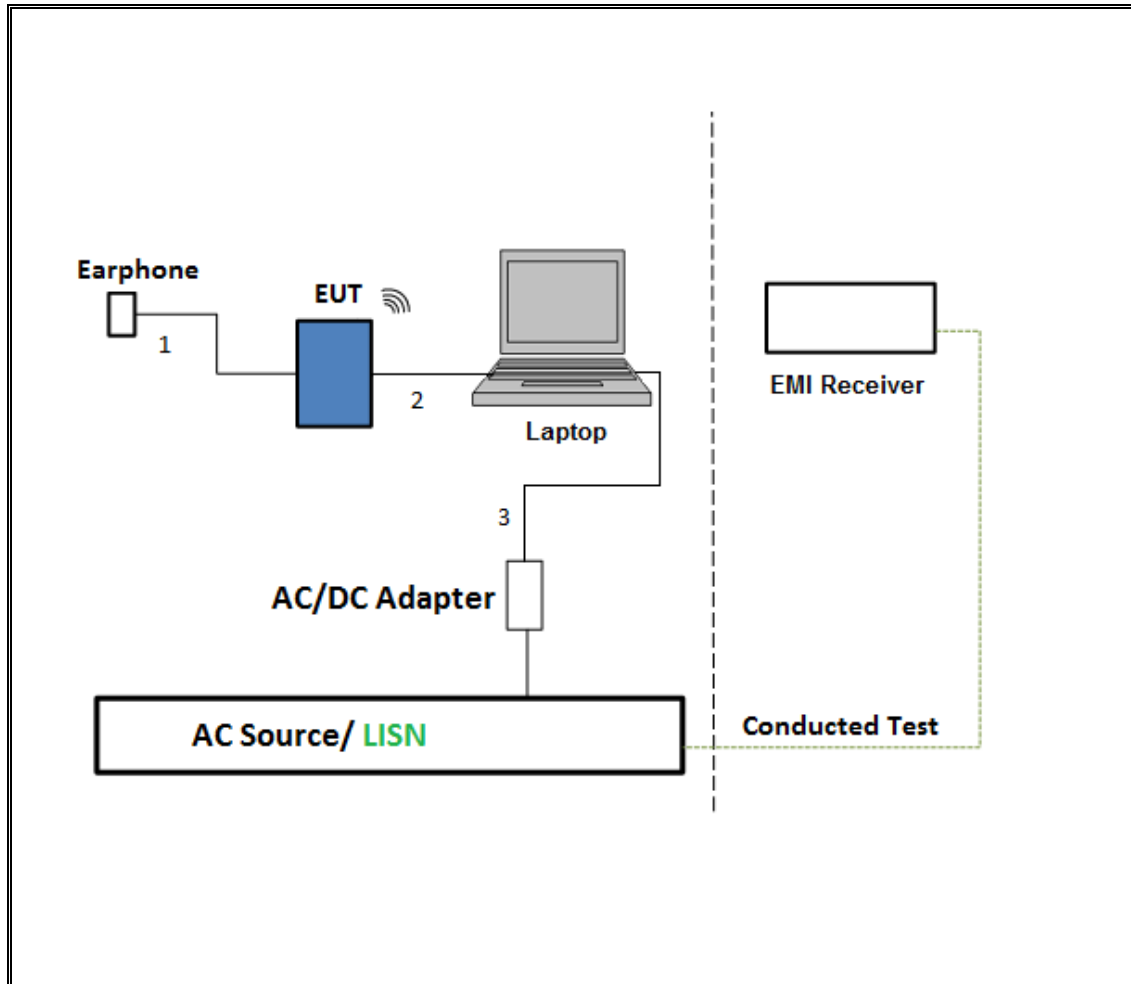 Earphone
EUT
1
2
EMI Receiver
Laptop
3
AC/DC Adapter
AC Source/ LISN
Conducted Test